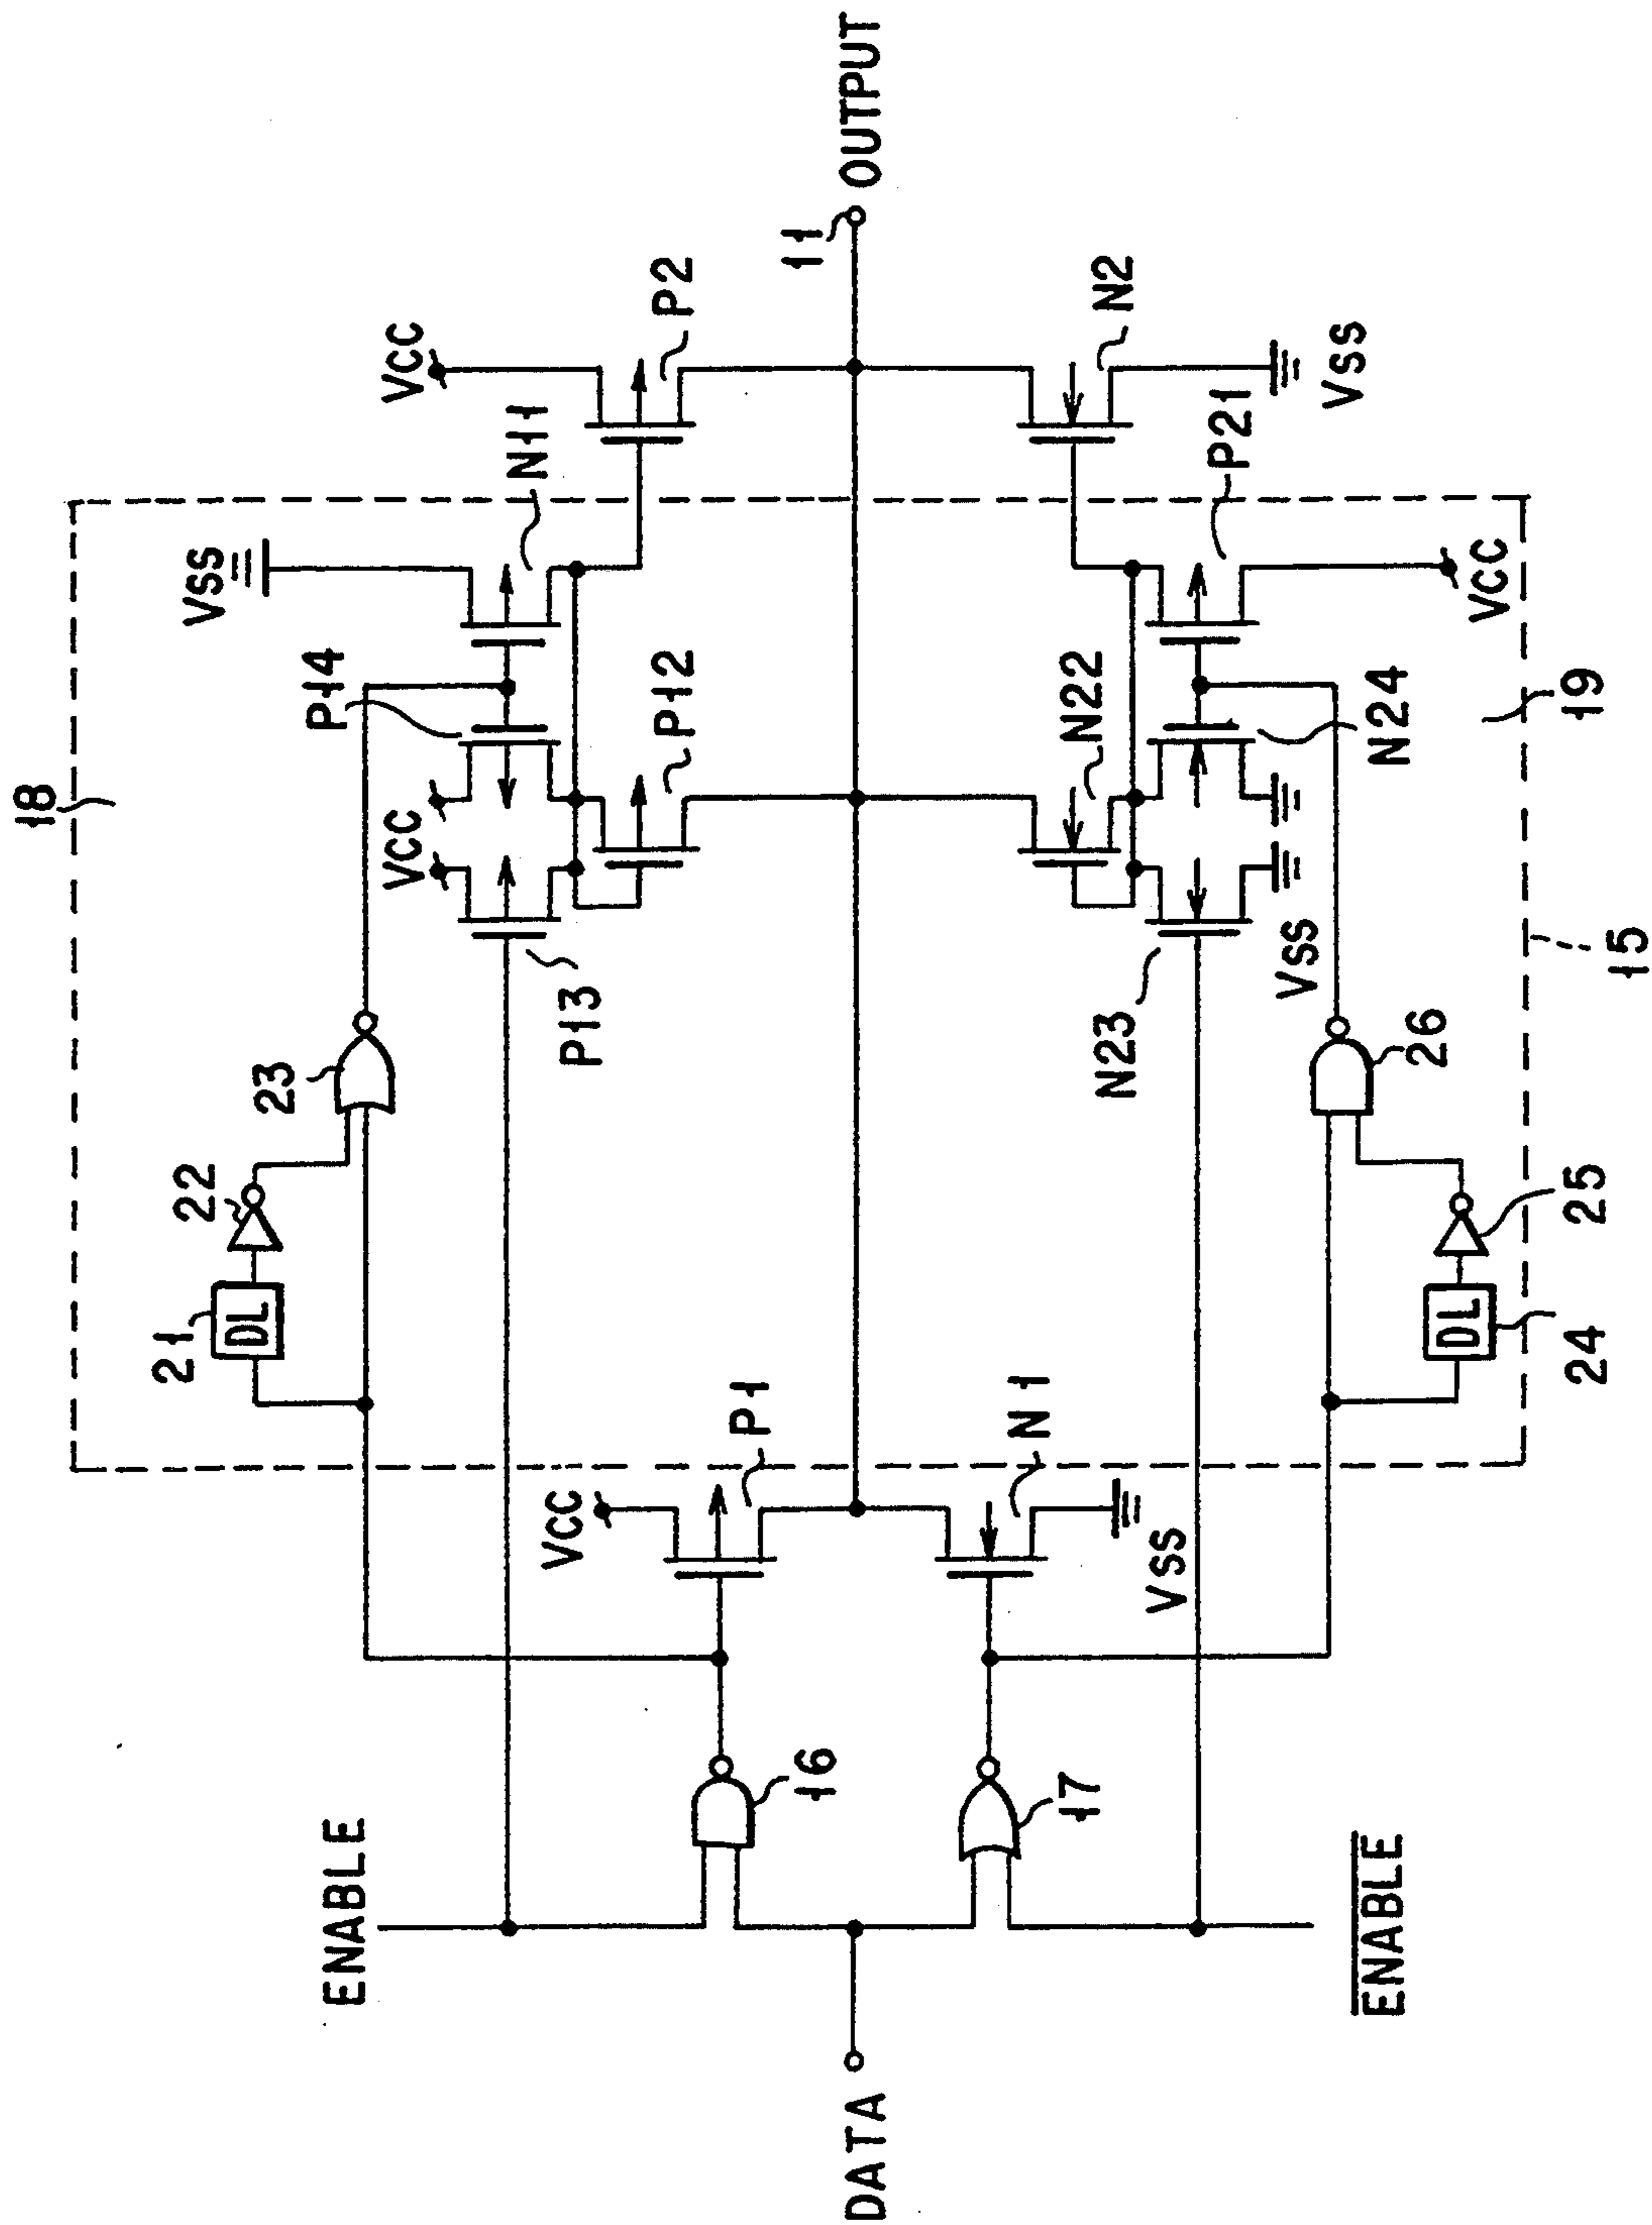 18
VSS
VCC
N11
P14
VCC
P2
P12
P13
23
22
21
DL
VCC
P1
ENABLE
16
11
OUTPUT
DATA
17
N1
VSS
N22
N2
VSS
P21
N23
VSS
N24
VCC
26
19
25
DL
24
15
ENABLE